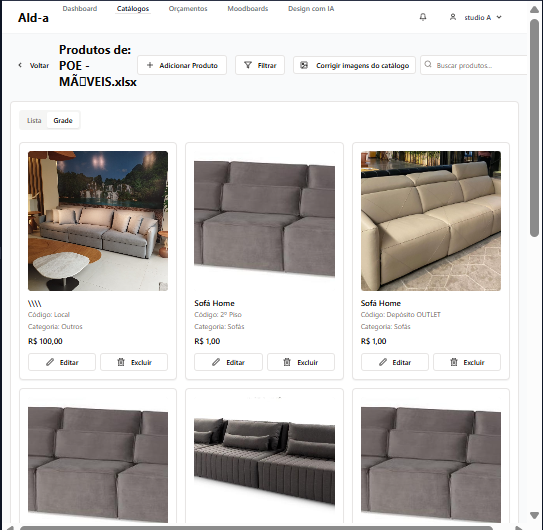 Dashboard Catálogos Orçamentos Moodboards Design com IA
Ald-a studio A
Voltar
Produtos de:
POE -
MÃ▯VEIS.xlsx
Adicionar Produto Filtrar Corrigir imagens do catálogo Buscar produtos...
Lista Grade
\\\\
Código: Local
Categoria: Outros
R$ 100,00
Editar Excluir
Sofá Home
Código: 2º Piso
Categoria: Sofás
R$ 1,00
Editar Excluir
Sofá Home
Código: Depósito OUTLET
Categoria: Sofás
R$ 1,00
Editar Excluir